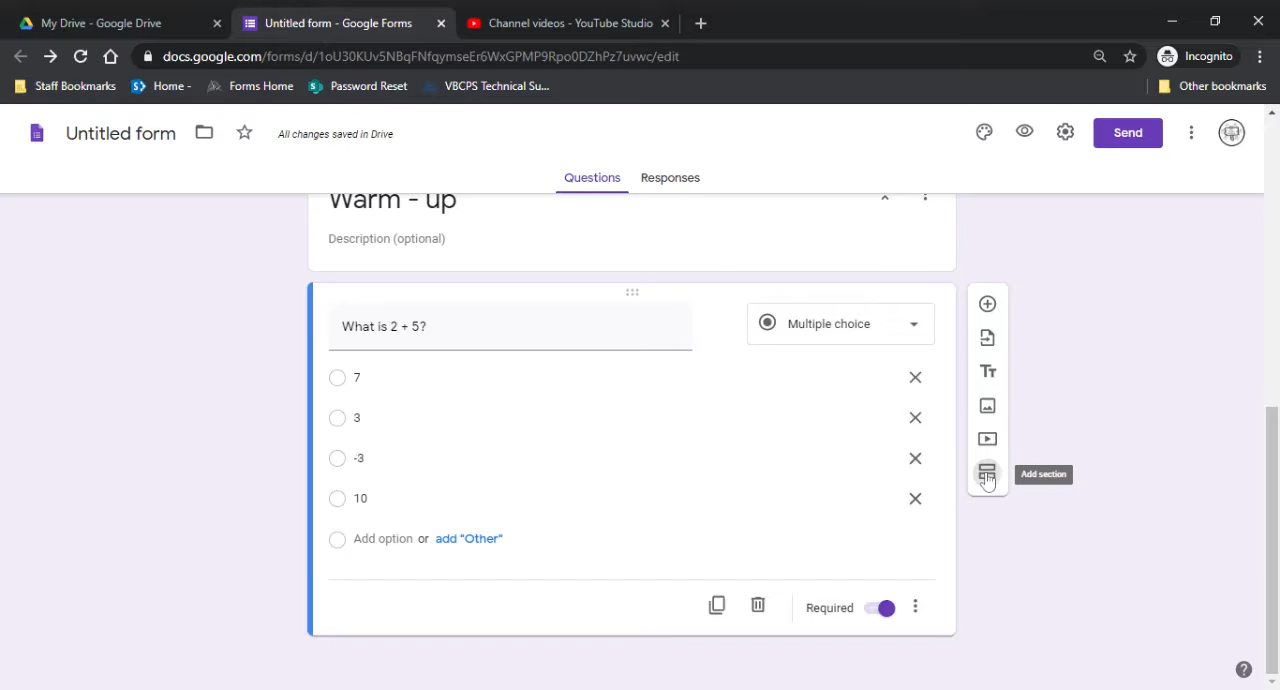 My Drive - Google Drive
Untitled form - Google Forms
Channel videos - YouTube Studio
docs.google.com/forms/d/1oU30KUv5NBqFNfqymseEr6WxGPMP9Rpo0DZhPz7uvwc/edit
Incognito
Staff Bookmarks
Home -
Forms Home
Password Reset
VBCPS Technical Su...
Other bookmarks
Untitled form
All changes saved in Drive
Send
Questions
Responses
Warm - up
Description (optional)
What is 2 + 5?
Multiple choice
7
3
-3
10
Add option or add "Other"
Add section
Required